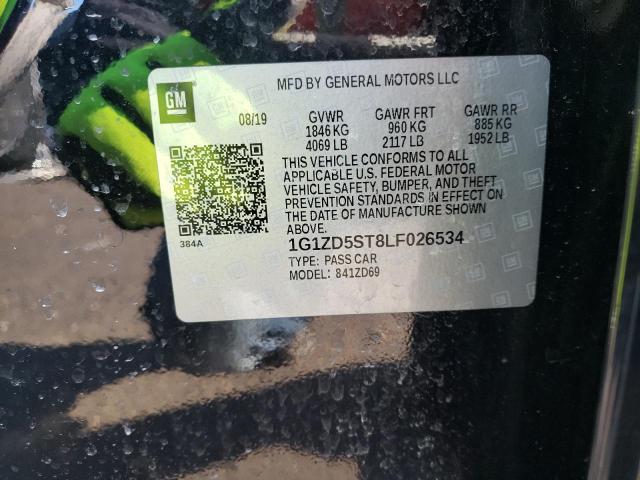 MFD BY GENERAL MOTORS LLC
GM
08/19 GVWR GAWR FRT GAWR RR
1846 KG 960 KG 885 KG
4069 LB 2117 LB 1952 LB
THIS VEHICLE CONFORMS TO ALL
APPLICABLE U.S. FEDERAL MOTOR
VEHICLE SAFETY, BUMPER, AND THEFT
PREVENTION STANDARDS IN EFFECT ON
THE DATE OF MANUFACTURE SHOWN
ABOVE.
384A
1G1ZD5ST8LF026534
TYPE: PASS CAR
MODEL: 841ZD69